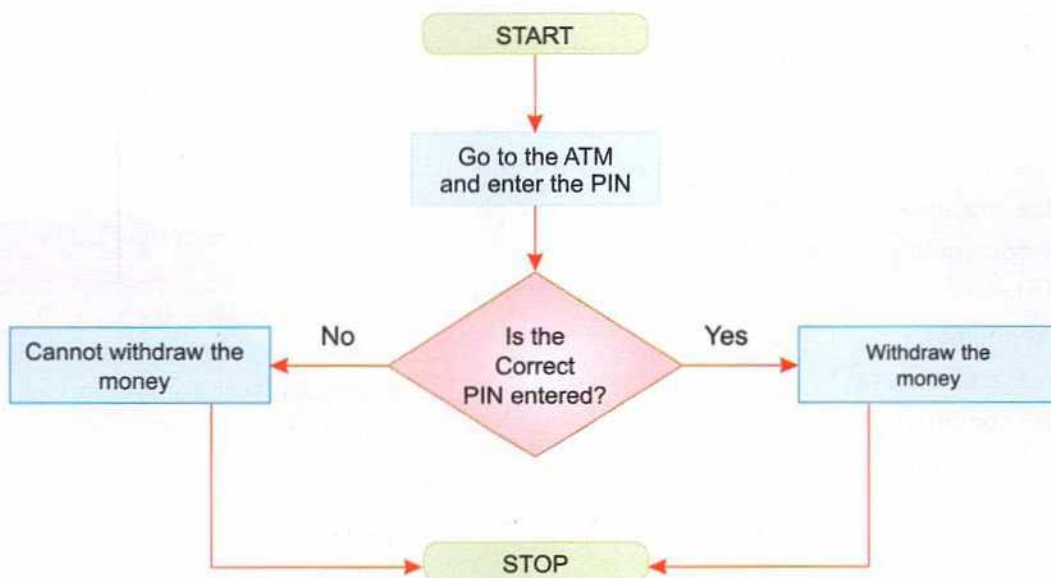 START
Go to the ATM
and enter the PIN
Is the
Correct
PIN entered?
No
Yes
Cannot withdraw the
money
Withdraw the
money
STOP